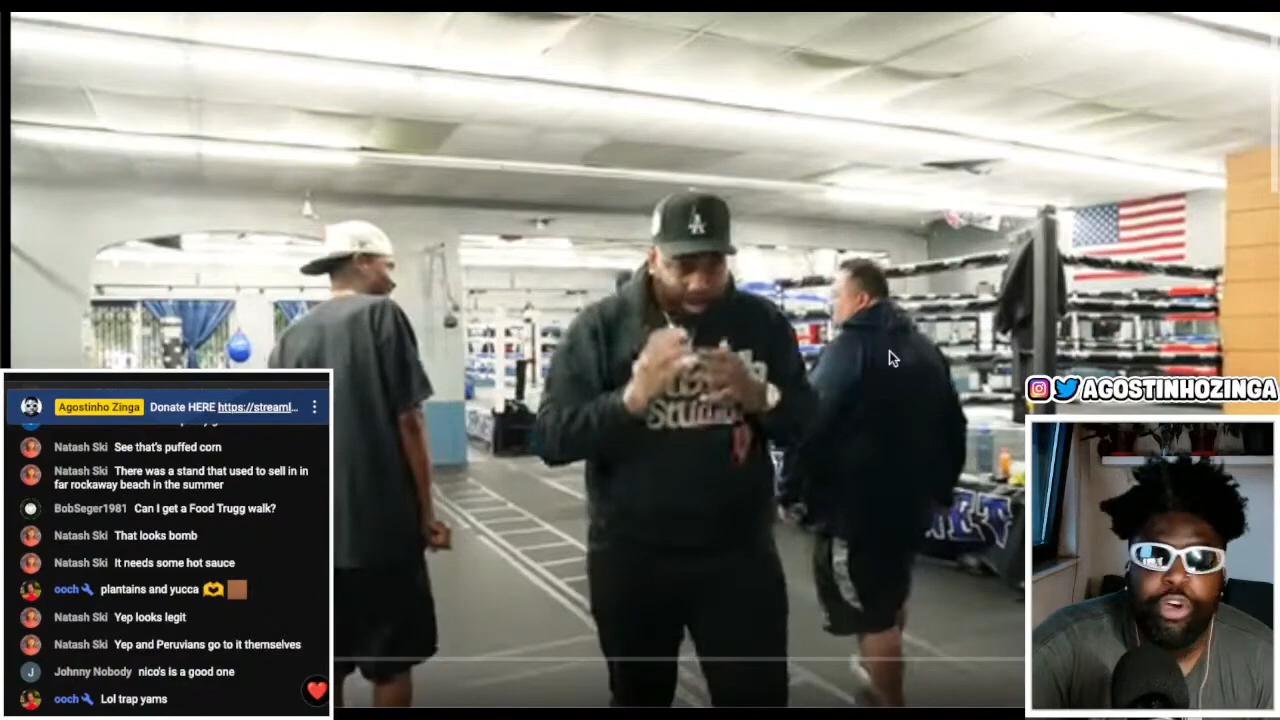 LA
Studio
NET
AGOSTINHOZINGA
Agostinho Zinga Donate HERE https://streaml...
Natash Ski See that's puffed corn
Natash Ski There was a stand that used to sell in in
far rockaway beach in the summer
BobSeger1981 Can I get a Food Trugg walk?
Natash Ski That looks bomb
Natash Ski It needs some hot sauce
ooch plantains and yucca
Natash Ski Yep looks legit
Natash Ski Yep and Peruvians go to it themselves
J Johnny Nobody nico's is a good one
ooch Lol trap yams